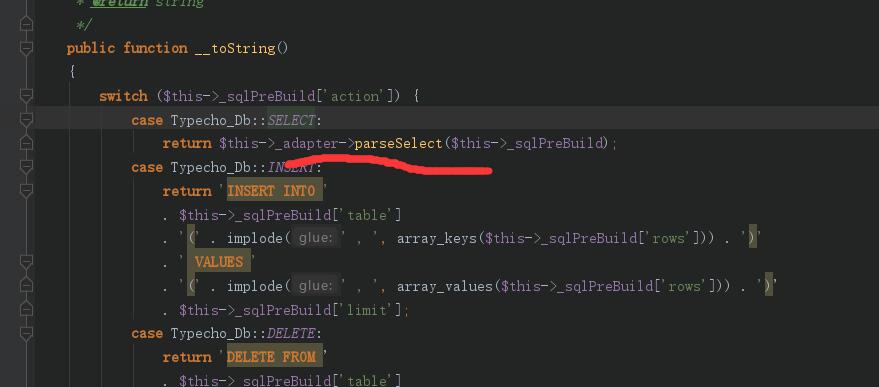 * @return string
*/
public function __toString()
{
switch ($this->_sqlPreBuild['action']) {
case Typecho_Db::SELECT:
return $this->_adapter->parseSelect($this->_sqlPreBuild);
case Typecho_Db::INSERT:
return 'INSERT INTO '
. $this->_sqlPreBuild['table']
. '(' . implode( glue: ' , ', array_keys($this->_sqlPreBuild['rows'])) . ')'
. ' VALUES '
. '(' . implode( glue: ' , ', array_values($this->_sqlPreBuild['rows'])) . ')'
. $this->_sqlPreBuild['limit'];
case Typecho_Db::DELETE:
return 'DELETE FROM '
. $this->_sqlPreBuild['table']